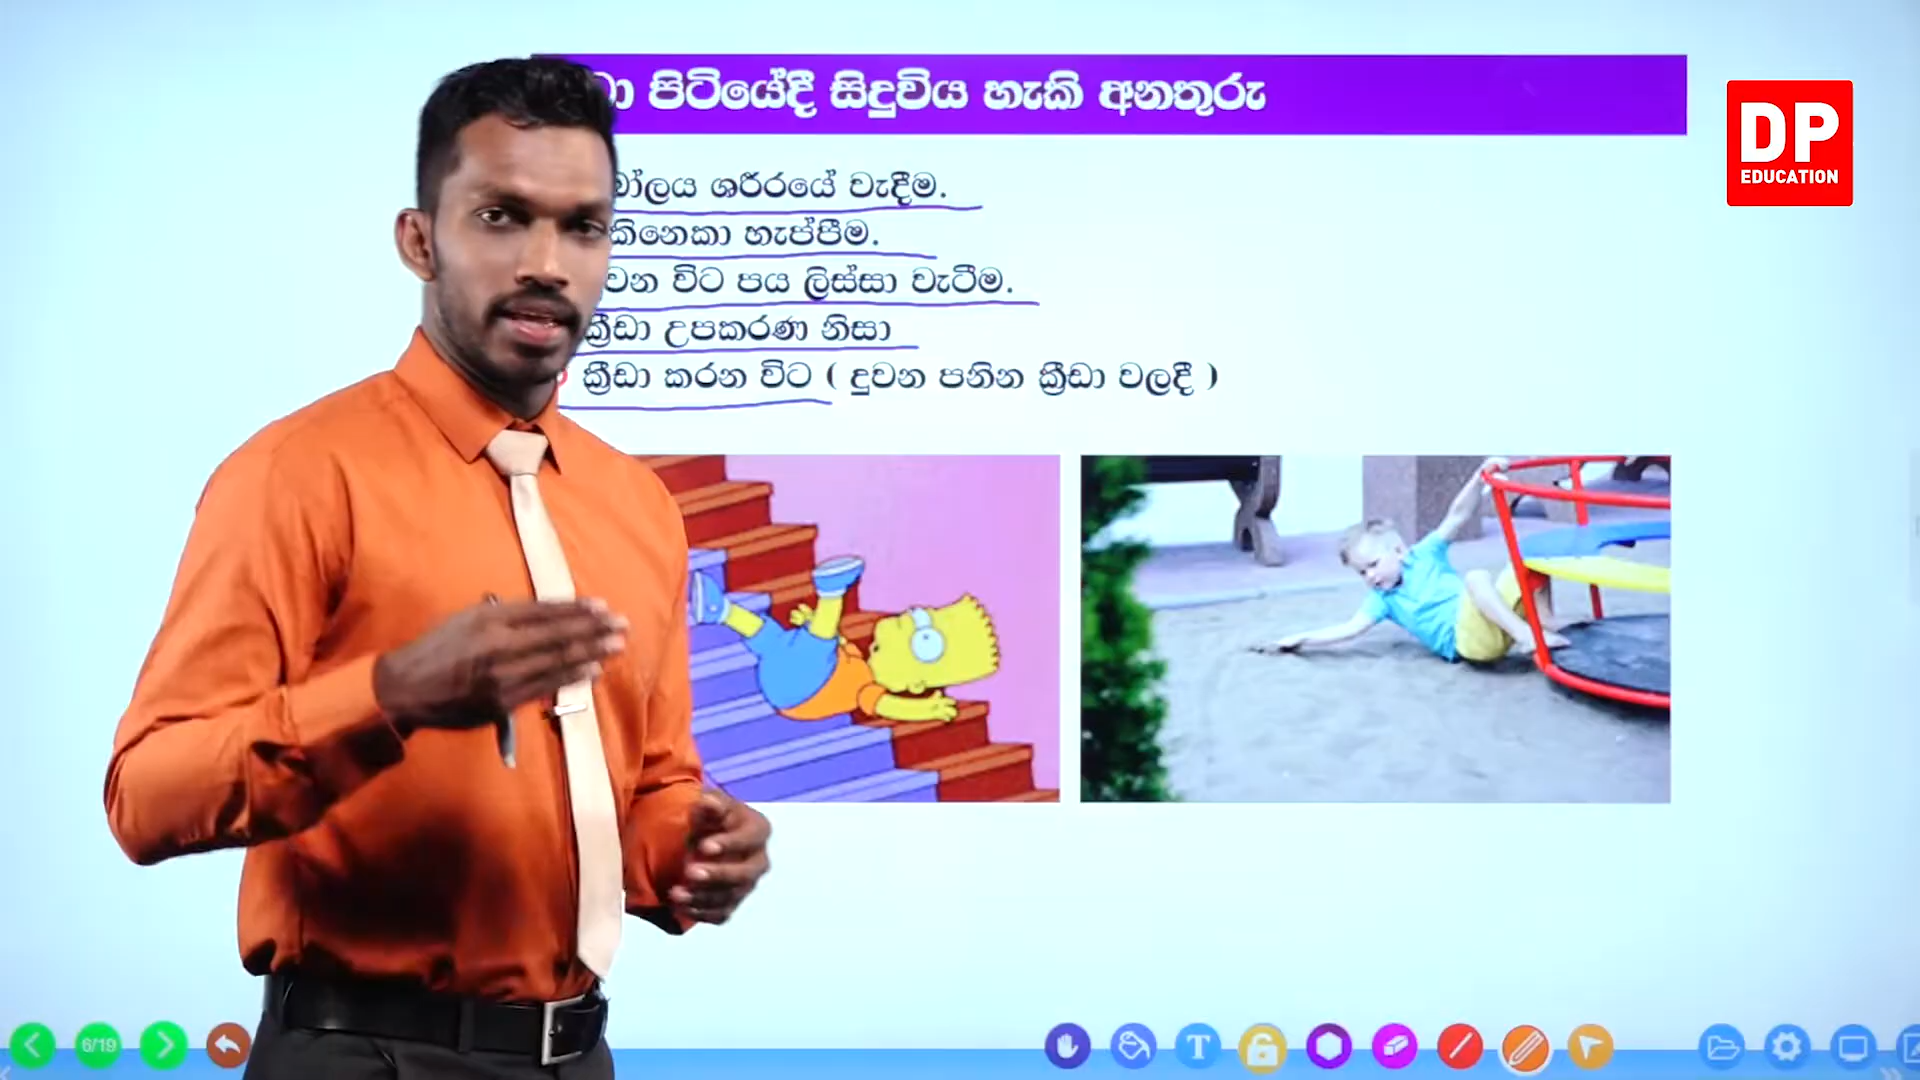 පිටියේදී සිදුවිය හැකි අනතුරු
DP
EDUCATION
ශරීරයේ වැදීම.
හැප්පීම.
විට පය ලිස්සා වැටීම.
ක්‍රීඩා උපකරණ නිසා
ක්‍රීඩා කරන විට ( දුවන පනින ක්‍රීඩා වලදී )
6/19
T